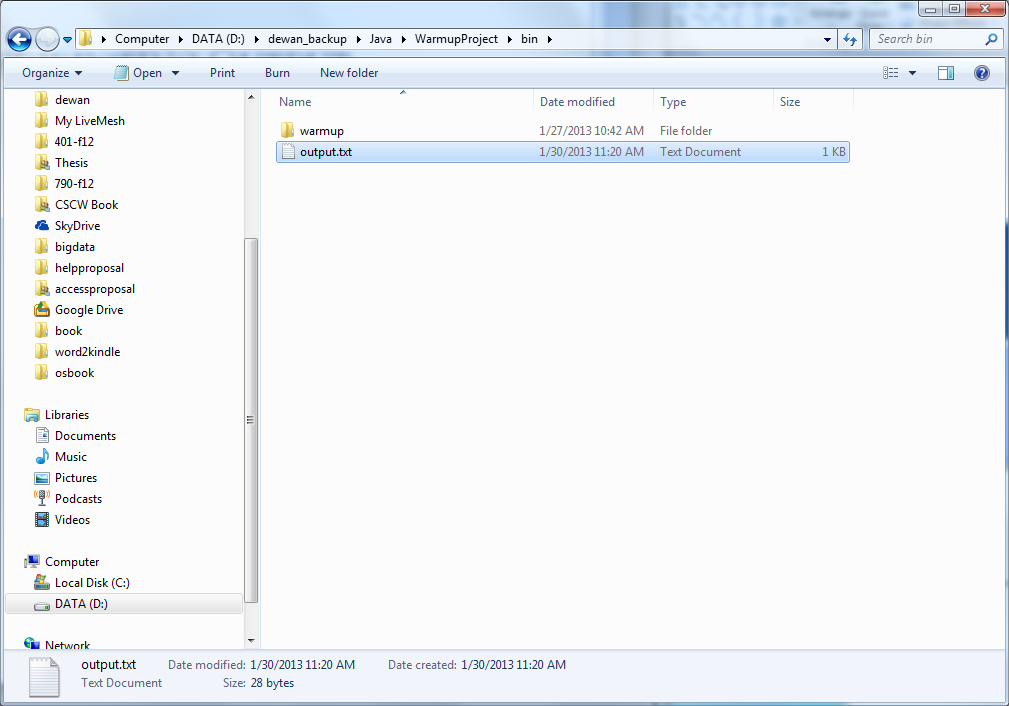 Computer DATA (D:) dewan_backup Java WarmupProject bin Search bin
Organize Open Print Burn New folder
Name Date modified Type Size
warmup 1/27/2013 10:42 AM File folder
output.txt 1/30/2013 11:20 AM Text Document 1 KB
dewan
My LiveMesh
401-f12
Thesis
790-f12
CSCW Book
SkyDrive
bigdata
helpproposal
accessproposal
Google Drive
book
word2kindle
osbook
Libraries
Documents
Music
Pictures
Podcasts
Videos
Computer
Local Disk (C:)
DATA (D:)
Network
output.txt Date modified: 1/30/2013 11:20 AM Date created: 1/30/2013 11:20 AM
Text Document Size: 28 bytes